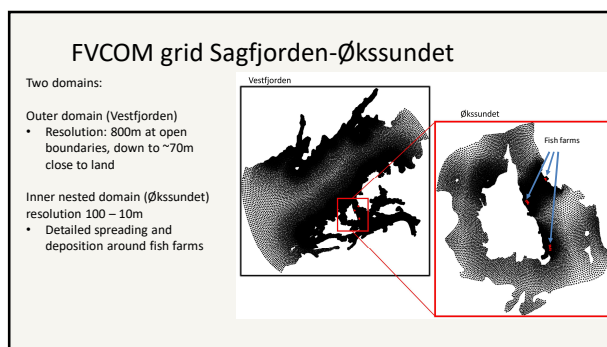 FVCOM grid Sagfjorden-Økssundet
Two domains:
Outer domain (Vestfjorden)
• Resolution: 800m at open
boundaries, down to ~70m
close to land
Inner nested domain (Økssundet)
resolution 100 – 10m
• Detailed spreading and
deposition around fish farms
Vestfjorden
Økssundet
Fish farms